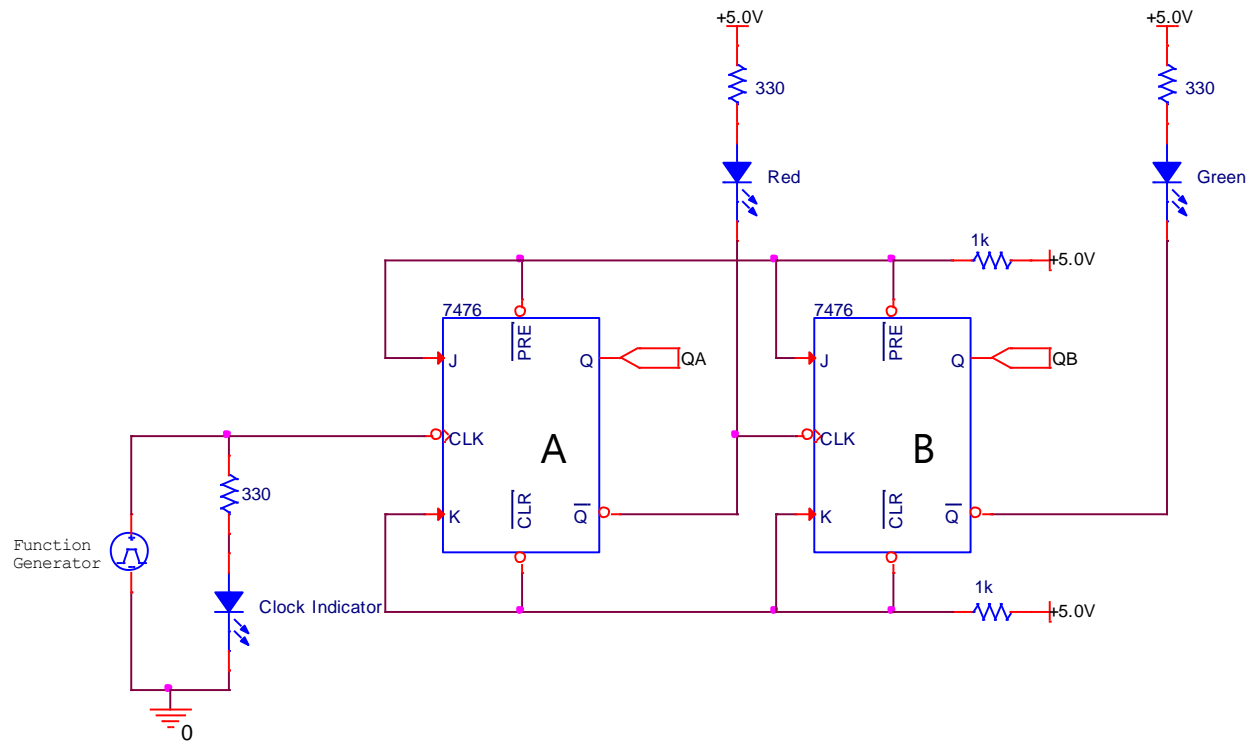 +5.0V +5.0V
330 330
Red Green
1k
+5.0V
7476 7476
PRE PRE
J Q QA J Q QB
CLK A CLK B
330
K CLR Q K CLR Q
Function
Generator
1k
Clock Indicator +5.0V
0